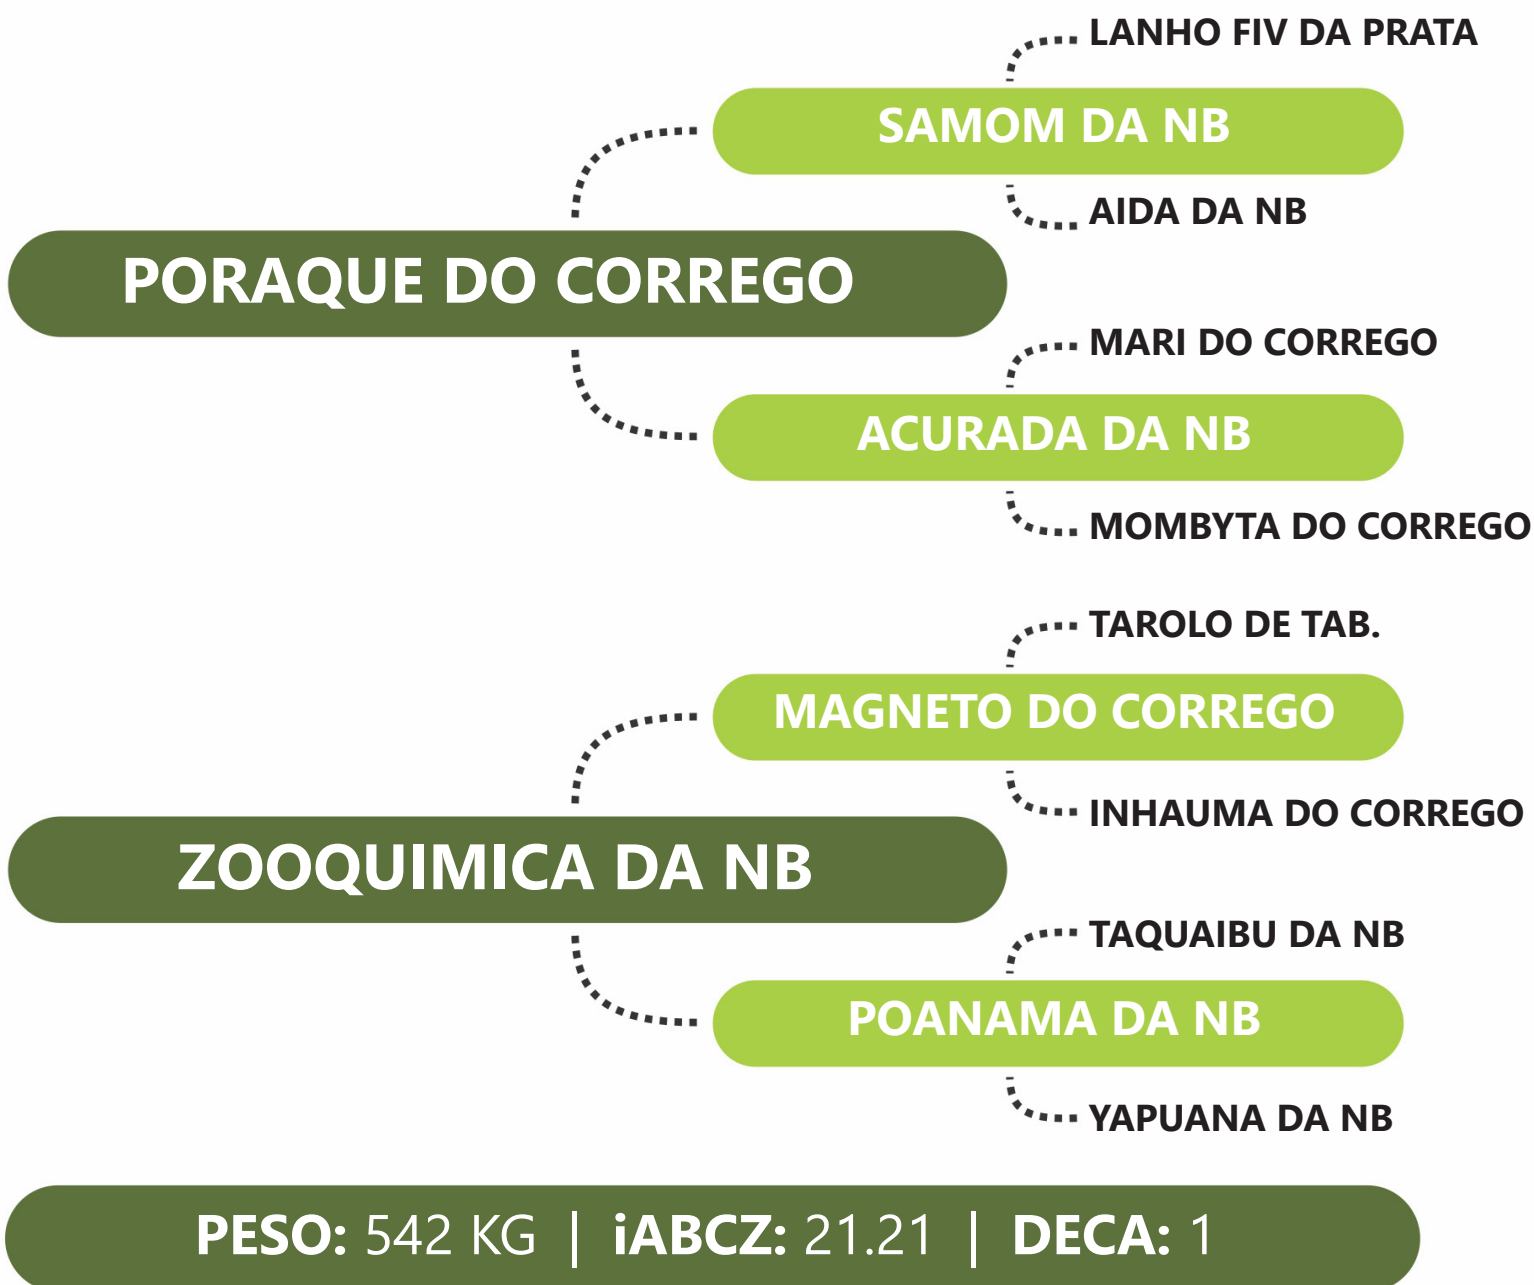 LANHO FIV DA PRATA
SAMOM DA NB
AIDA DA NB
PORAQUE DO CORREGO
MARI DO CORREGO
ACURADA DA NB
MOMBYTA DO CORREGO
TAROLO DE TAB.
MAGNETO DO CORREGO
INHAUMA DO CORREGO
ZOOQUIMICA DA NB
TAQUAIBU DA NB
POANAMA DA NB
YAPUANA DA NB
PESO: 542 KG | iABCZ: 21.21 | DECA: 1